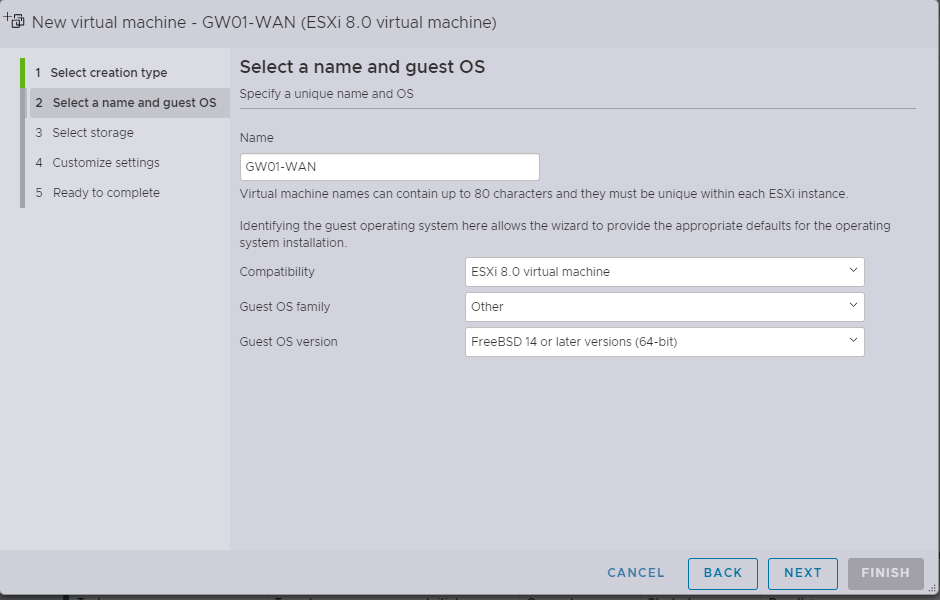 New virtual machine - GW01-WAN (ESXi 8.0 virtual machine)
1 Select creation type
2 Select a name and guest OS
3 Select storage
4 Customize settings
5 Ready to complete
Select a name and guest OS
Specify a unique name and OS
Name
GW01-WAN
Virtual machine names can contain up to 80 characters and they must be unique within each ESXi instance.
Identifying the guest operating system here allows the wizard to provide the appropriate defaults for the operating
system installation.
Compatibility
ESXi 8.0 virtual machine
Guest OS family
Other
Guest OS version
FreeBSD 14 or later versions (64-bit)
CANCEL
BACK
NEXT
FINISH